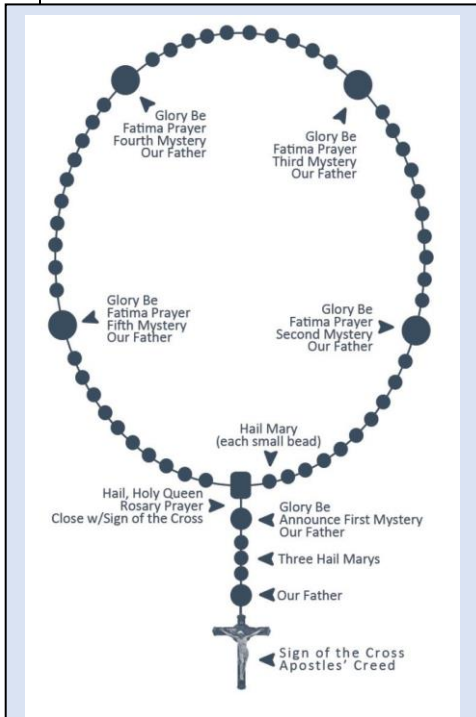 Glory Be
Fatima Prayer
Fourth Mystery
Our Father
Glory Be
Fatima Prayer
Third Mystery
Our Father
Glory Be
Fatima Prayer
Fifth Mystery
Our Father
Glory Be
Fatima Prayer
Second Mystery
Our Father
Hail Mary
(each small bead)
Hail, Holy Queen
Rosary Prayer
Close w/Sign of the Cross
Glory Be
Announce First Mystery
Our Father
Three Hail Marys
Our Father
Sign of the Cross
Apostles' Creed